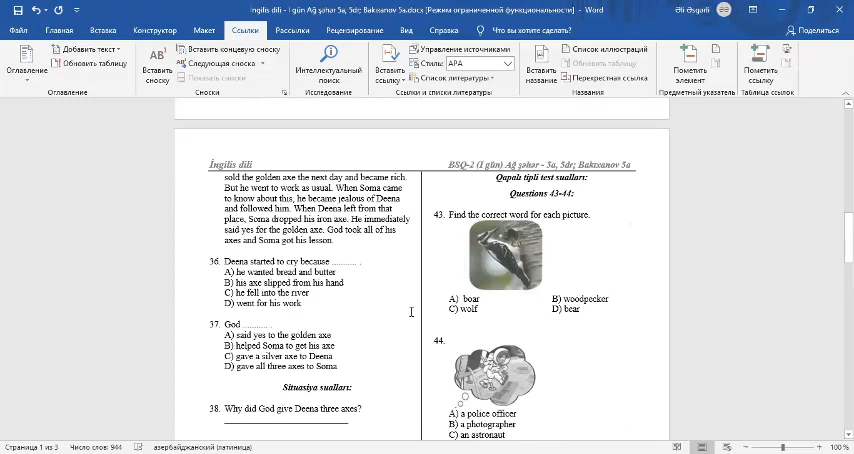 İngilis dili - I gün Ağ şəhər 5a, 5dr; Bakıxanov 5a.docx [Режим ограниченной функциональности] - Word
Əli Əsgərli
ƏƏ
Файл Главная Вставка Конструктор Макет Ссылки Рассылки Рецензирование Вид Справка Что вы хотите сделать? Поделиться
Оглавление
Добавить текст
Обновить таблицу
Оглавление
AB¹
Вставить сноску
Вставить концевую сноску
Следующая сноска
Показать сноски
Сноски
Интеллектуальный поиск
Исследование
Вставить ссылку
Управление источниками
Стиль: APA
Список литературы
Ссылки и списки литературы
Вставить название
Список иллюстраций
Обновить таблицу
Перекрестная ссылка
Названия
Пометить элемент
Предметный указатель
Пометить ссылку
Таблица ссылок
İngilis dili
BSQ-2 (I gün) Ağ şəhər - 5a, 5dr; Bakıxanov 5a
sold the golden axe the next day and became rich.
But he went to work as usual. When Soma came
to know about this, he became jealous of Deena
and followed him. When Deena left from that
place, Soma dropped his iron axe. He immediately
said yes for the golden axe. God took all of his
axes and Soma got his lesson.
36. Deena started to cry because ............ .
A) he wanted bread and butter
B) his axe slipped from his hand
C) he fell into the river
D) went for his work
37. God ............ .
A) said yes to the golden axe
B) helped Soma to get his axe
C) gave a silver axe to Deena
D) gave all three axes to Soma
Situasiya sualları:
38. Why did God give Deena three axes?
Qapalı tipli test sualları:
Questions 43-44:
43. Find the correct word for each picture.
A) boar B) woodpecker
C) wolf D) bear
44.
A) a police officer
B) a photographer
C) an astronaut
Страница 1 из 3 Число слов: 944 азербайджанский (латиница) 100 %